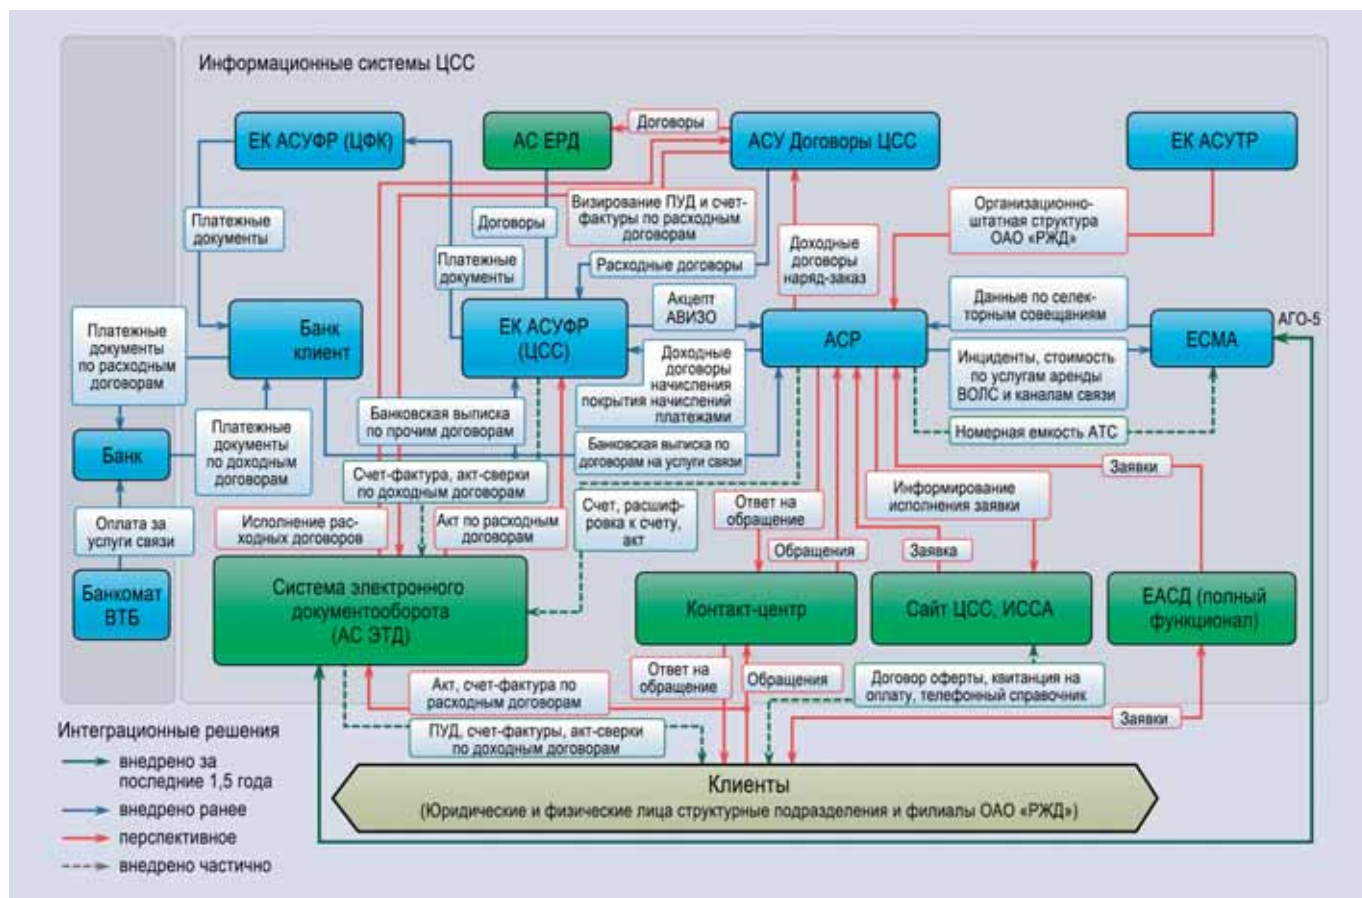 Информационные системы ЦСС
ЕК АСУФР (ЦФК)
АС ЕРД
Договоры
АСУ Договоры ЦСС
ЕК АСУТР
Платежные
документы
Договоры
Визирование ПУД и счет-
фактуры по расходным
договорам
Организационно-
штатная структура
ОАО «РЖД»
Платежные
документы
Расходные договоры
Доходные
договоры
наряд-заказ
Платежные
документы
по расходным
договорам
Банк
клиент
ЕК АСУФР
(ЦСС)
Акцепт
АВИЗО
АСР
Данные по селек-
торным совещаниям
ЕСМА
АГО-5
Доходные
договоры
начисления
покрытия начислений
платежами
Инциденты, стоимость
по услугам аренды
ВОЛС и каналам связи
Банк
Платежные
документы
по доходным
договорам
Банковская выписка
по прочим договорам
Банковская выписка по
договорам на услуги связи
Номерная емкость АТС
Счет-фактура, акт-сверки
по доходным договорам
Заявки
Оплата за
услуги связи
Исполнение рас-
ходных договоров
Акт по расходным
договорам
Счет, расшиф-
ровка к счету,
акт
Ответ на
обращение
Информирование
исполнения заявки
Обращения
Заявка
Банкомат
ВТБ
Система электронного
документооборота
(АС ЭТД)
Контакт-центр
Сайт ЦСС, ИССА
ЕАСД (полный
функционал)
Акт, счет-фактура по
расходным договорам
Ответ на
обращение
Обращения
Договор оферты, квитанция на
оплату, телефонный справочник
Заявки
ПУД, счет-фактуры, акт-сверки
по доходным договорам
Интеграционные решения
внедрено за
последние 1,5 года
внедрено ранее
перспективное
внедрено частично
Клиенты
(Юридические и физические лица структурные подразделения и филиалы ОАО «РЖД»)